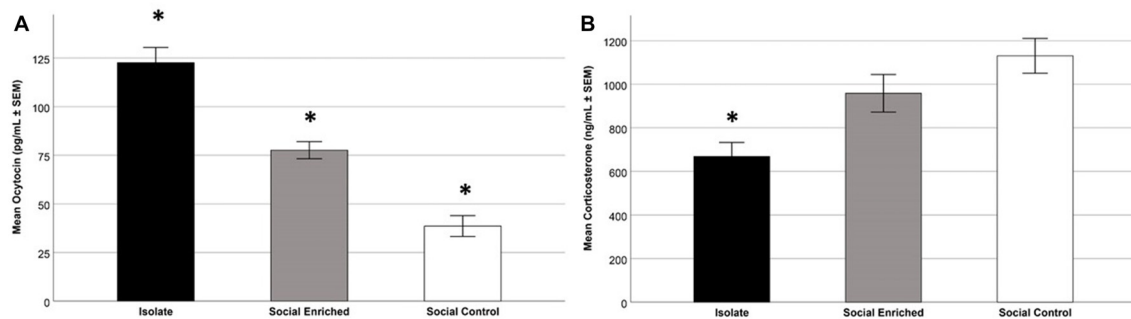 A
*
*
*
Mean Ocytocin (pg/mL ± SEM)
125
100
75
50
25
0
Isolate
Social Enriched
Social Control
B
*
Mean Corticosterone (ng/mL ± SEM)
1200
1000
800
600
400
200
0
Isolate
Social Enriched
Social Control